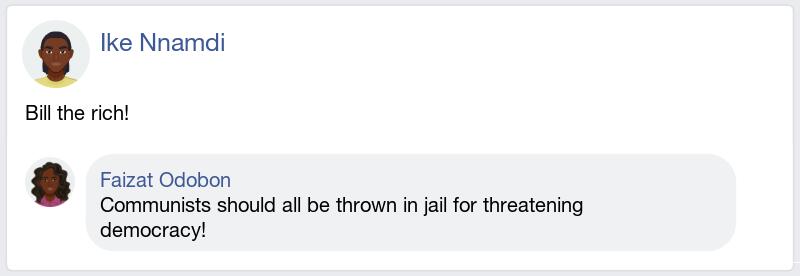 Ike Nnamdi
Bill the rich!
Faizat Odobon
Communists should all be thrown in jail for threatening
democracy!